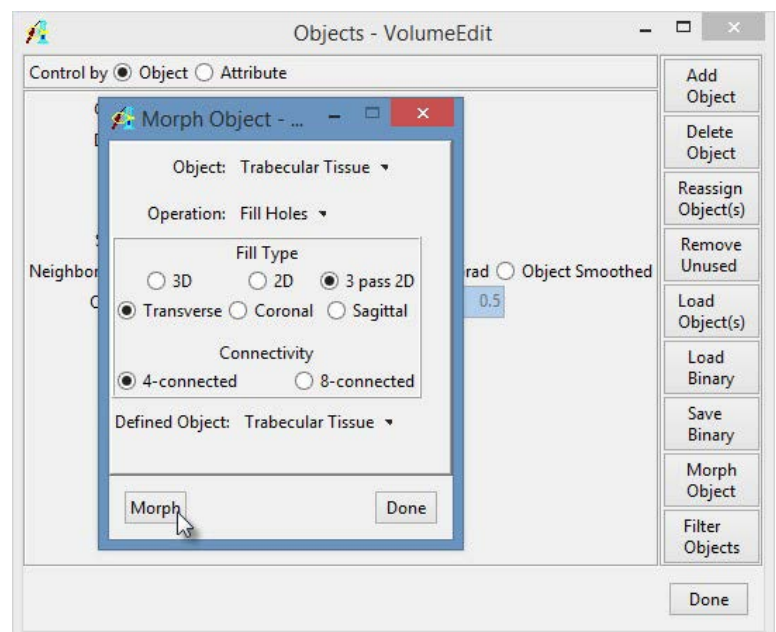 Objects - VolumeEdit
Control by Object Attribute
Morph Object - ...
Object: Trabecular Tissue
Operation: Fill Holes
Fill Type
3D 2D 3 pass 2D
Transverse Coronal Sagittal
Connectivity
4-connected 8-connected
Defined Object: Trabecular Tissue
Morph Done
Neighbor
rad Object Smoothed
0.5
Add
Object
Delete
Object
Reassign
Object(s)
Remove
Unused
Load
Object(s)
Load
Binary
Save
Binary
Morph
Object
Filter
Objects
Done